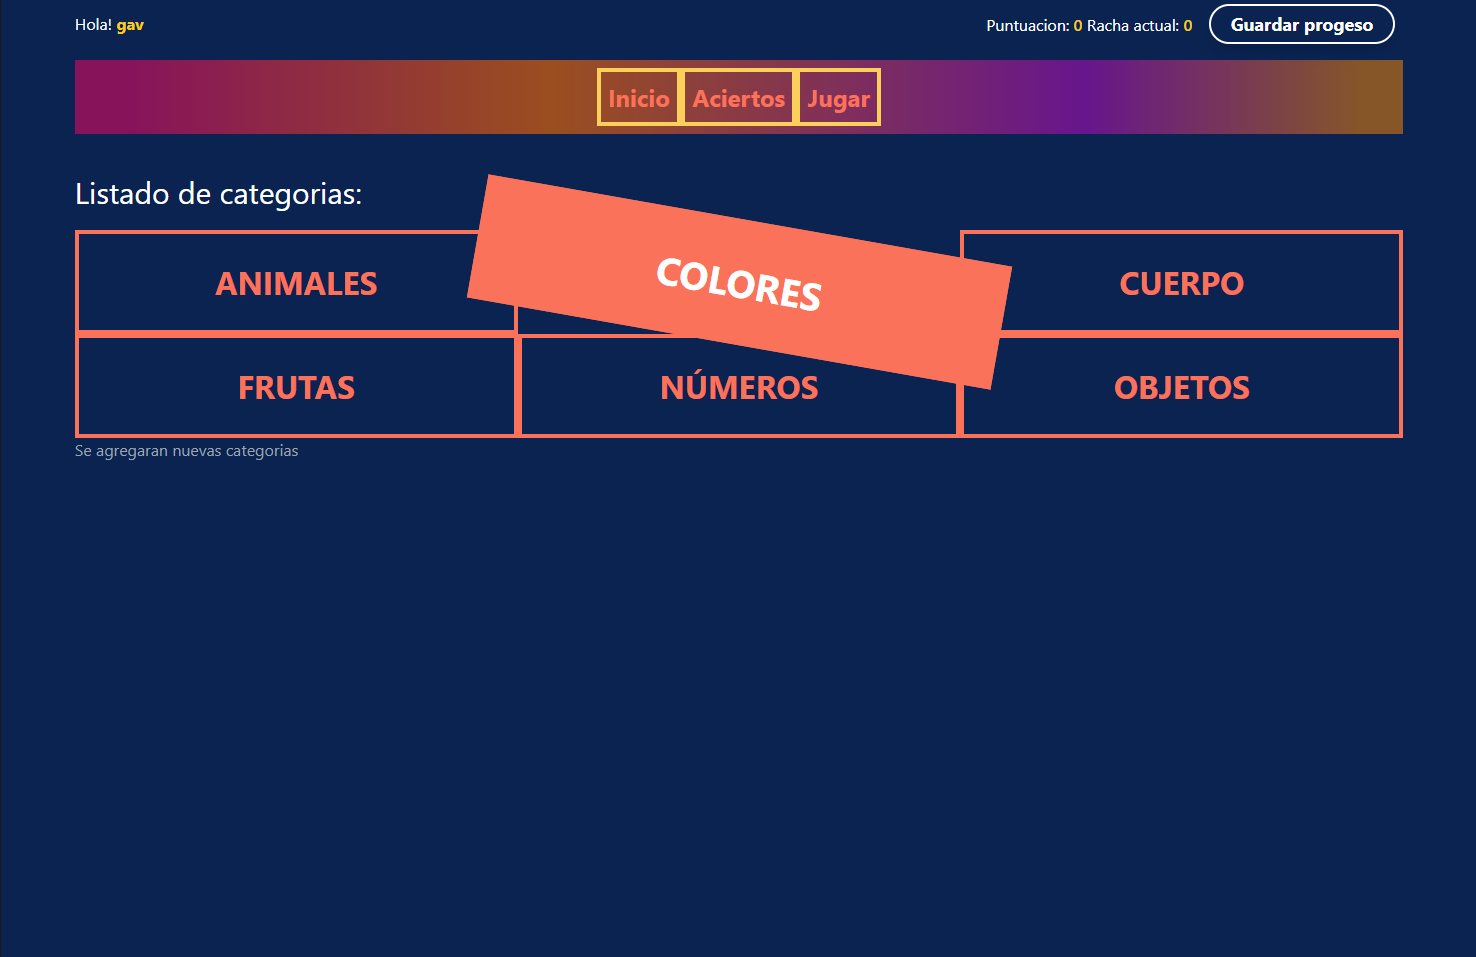 Hola! gav
Puntuacion: 0 Racha actual: 0
Guardar progeso
Inicio
Aciertos
Jugar
Listado de categorias:
ANIMALES
COLORES
CUERPO
FRUTAS
NÚMEROS
OBJETOS
Se agregaran nuevas categorias